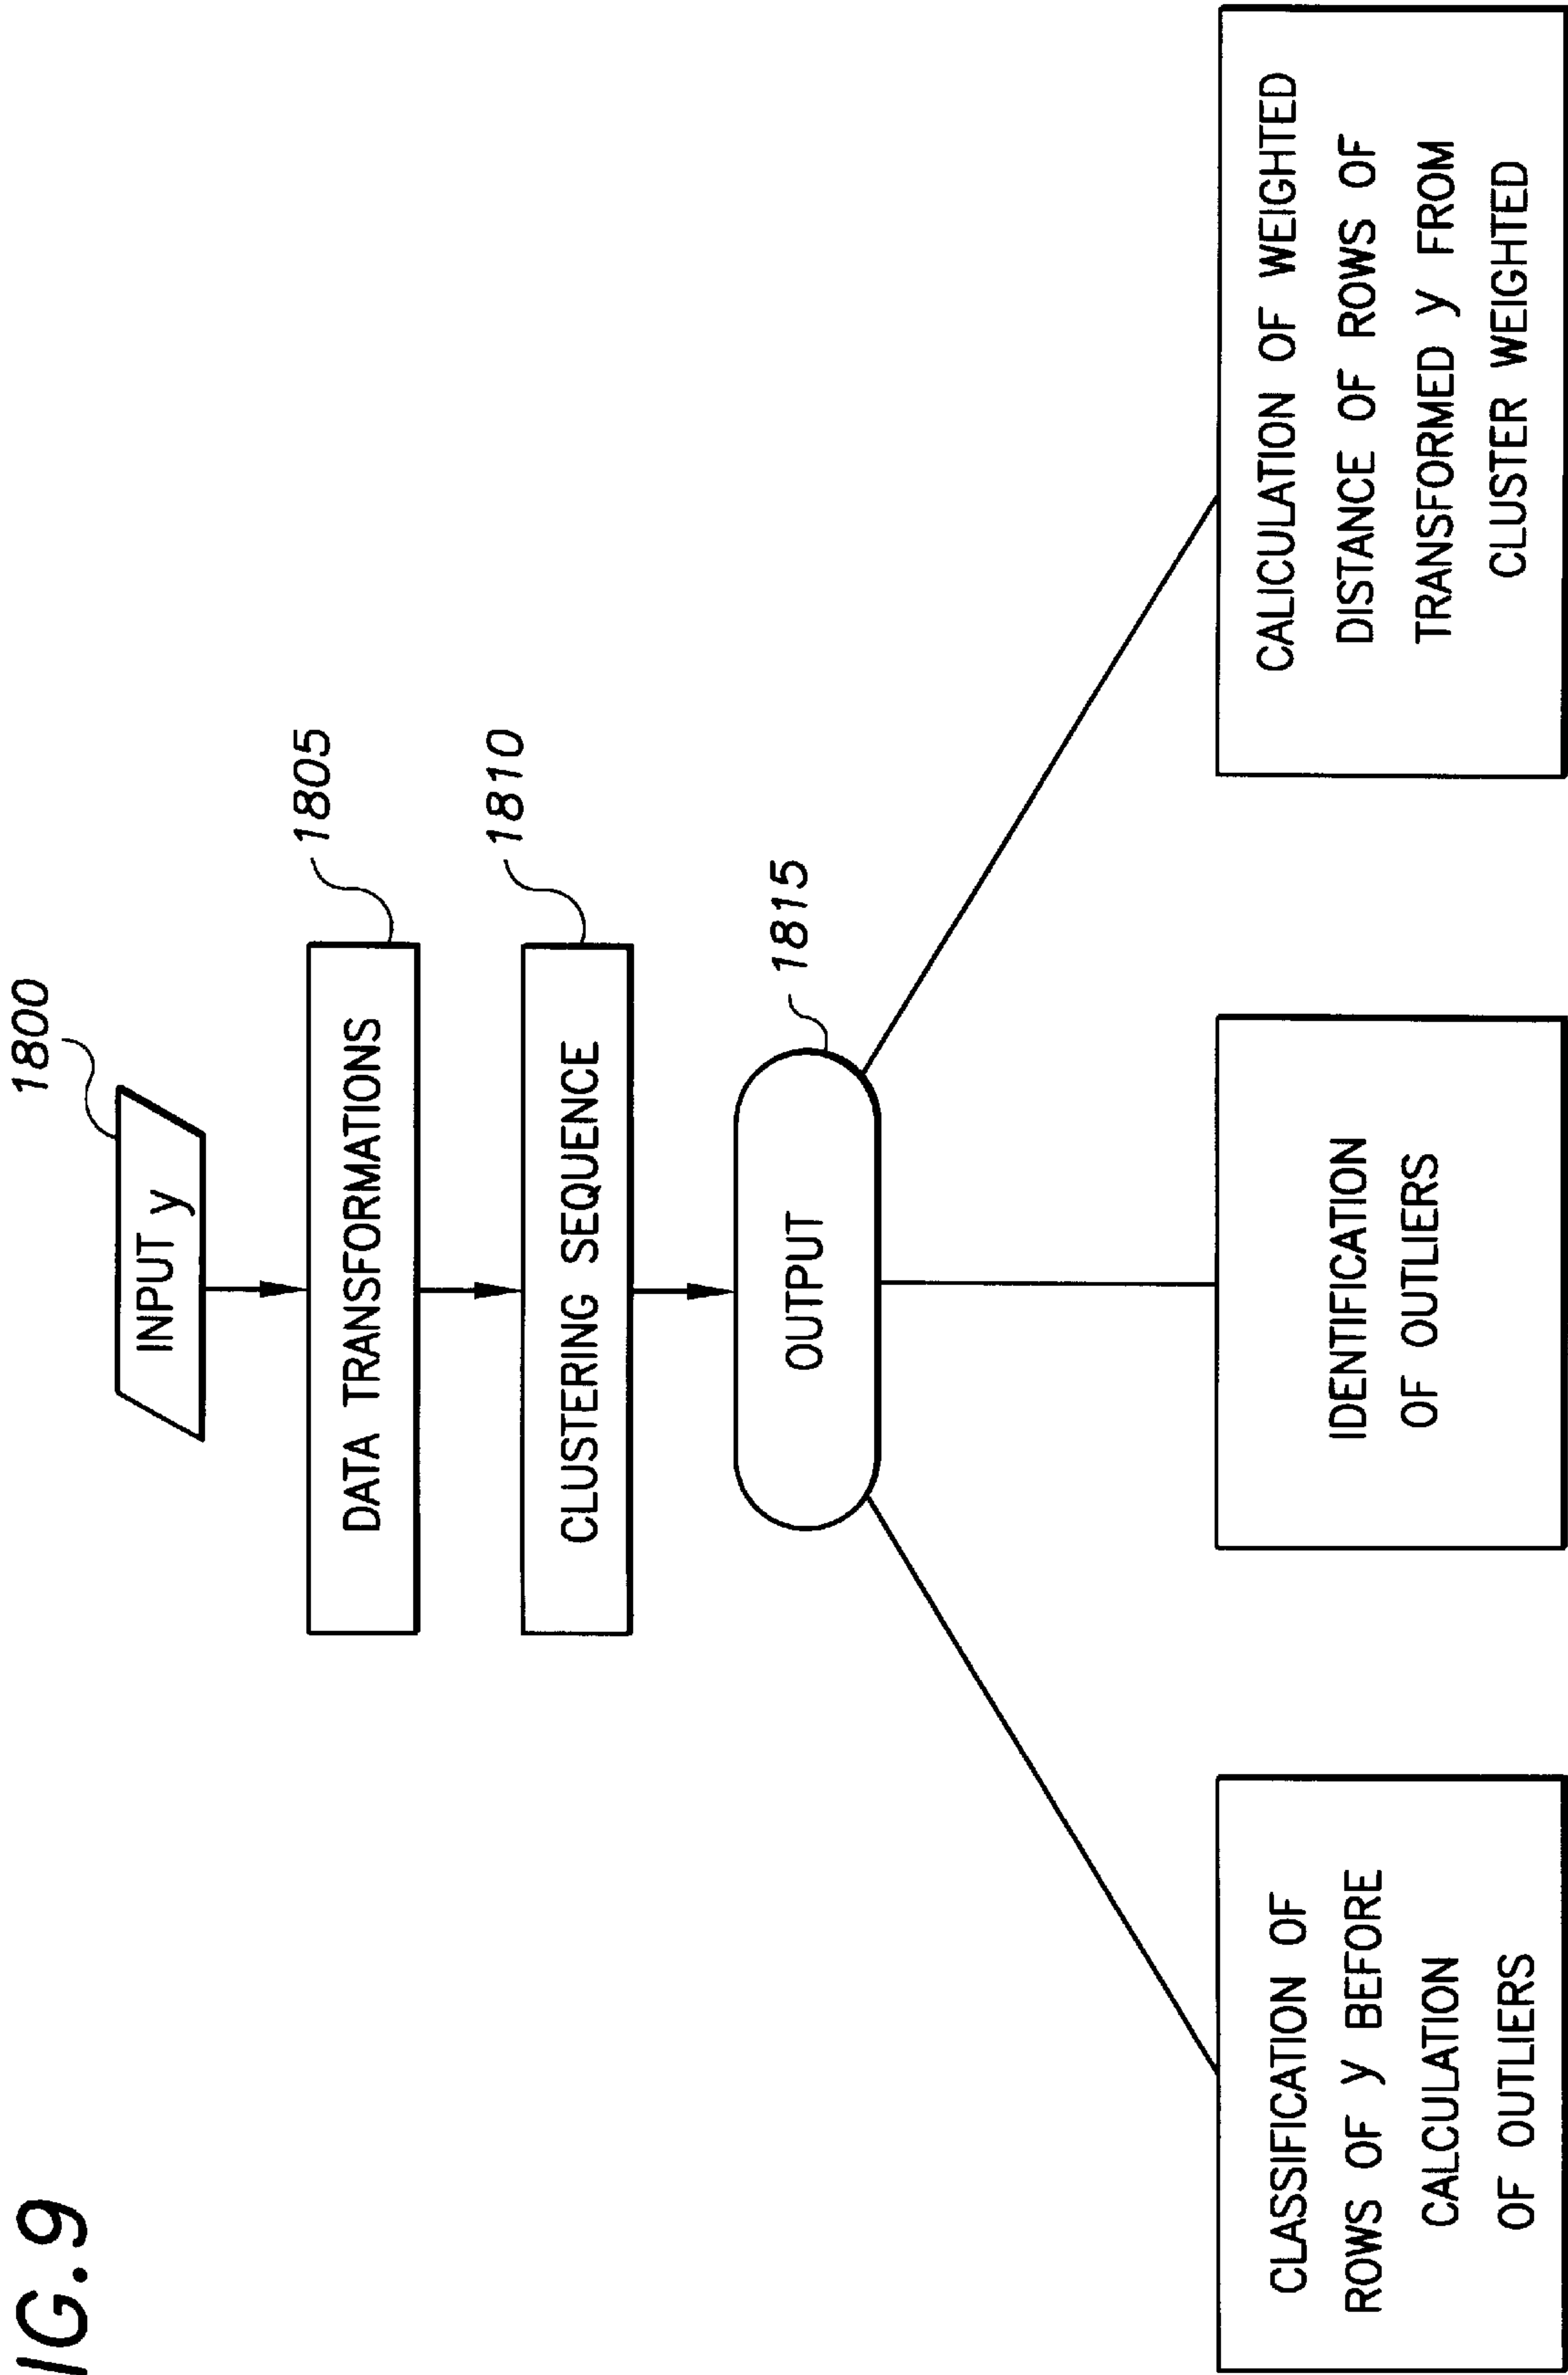 IG.9
1800
INPUT y
1805
DATA TRANSFORMATIONS
1810
CLUSTERING SEQUENCE
1815
OUTPUT
CLASSIFICATION OF
ROWS OF y BEFORE
CALCULATION
OF OUTLIERS
IDENTIFICATION
OF OUTLIERS
CALICULATION OF WEIGHTED
DISTANCE OF ROWS OF
TRANSFORMED y FROM
CLUSTER WEIGHTED